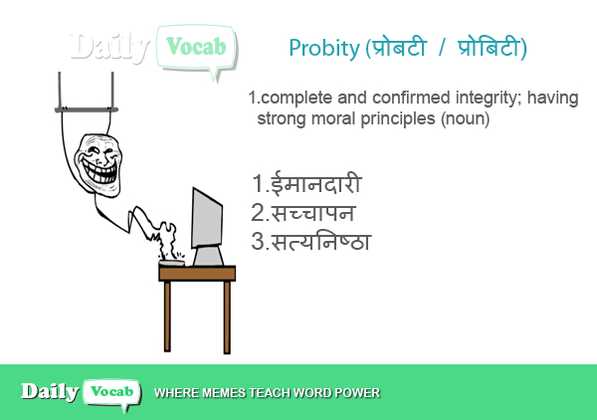 Daily Vocab
Probity (प्रोबटी / प्रोबिटी)
1.complete and confirmed integrity; having
strong moral principles (noun)
1.ईमानदारी
2.सच्चापन
3.सत्यनिष्ठा
Daily Vocab WHERE MEMES TEACH WORD POWER